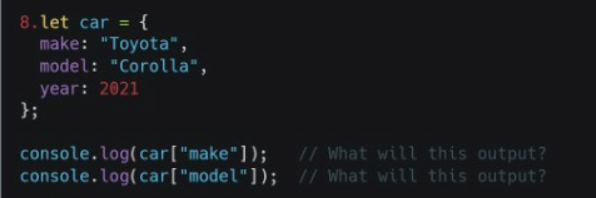 8.let car = {
  make: "Toyota",
  model: "Corolla",
  year: 2021
};

console.log(car["make"]);   // What will this output?
console.log(car["model"]);  // What will this output?